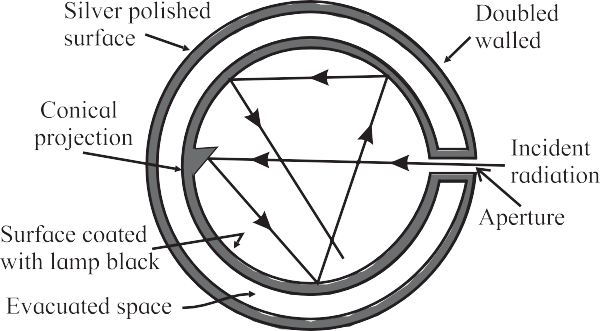 Silver polished
surface
Doubled
walled
Conical
projection
Incident
radiation
Aperture
Surface coated
with lamp black
Evacuated space